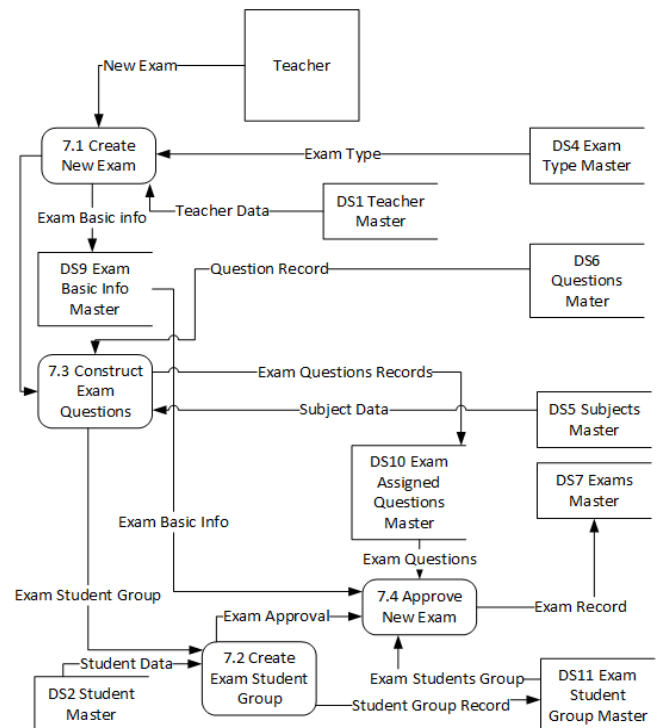 New Exam
Teacher
7.1 Create
New Exam
Exam Type
DS4 Exam
Type Master
Teacher Data
DS1 Teacher
Master
Exam Basic info
DS9 Exam
Basic Info
Master
Question Record
DS6
Questions
Mater
7.3 Construct
Exam
Questions
Exam Questions Records
Subject Data
DS5 Subjects
Master
DS10 Exam
Assigned
Questions
Master
DS7 Exams
Master
Exam Basic Info
Exam Questions
Exam Student Group
Exam Approval
7.4 Approve
New Exam
Exam Record
Student Data
7.2 Create
Exam Student
Group
Exam Students Group
Student Group Record
DS2 Student
Master
DS11 Exam
Student
Group Master